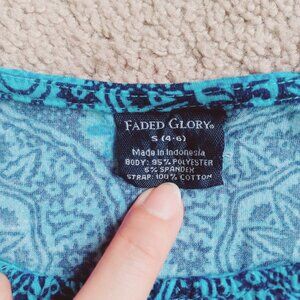 FADED GLORY®
S (4-6)
Made in Indonesia
BODY: 95% POLYESTER
5% SPANDEX
STRAP: 100% COTTON